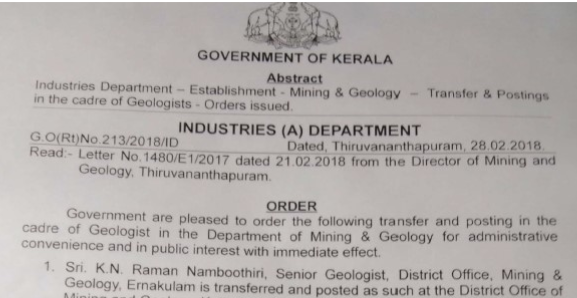 GOVERNMENT OF KERALA
Abstract
Industries Department – Establishment - Mining & Geology – Transfer & Postings
in the cadre of Geologists - Orders issued.
INDUSTRIES (A) DEPARTMENT
G.O(Rt)No.213/2018/ID Dated, Thiruvananthapuram, 28.02.2018.
Read:- Letter No.1480/E1/2017 dated 21.02.2018 from the Director of Mining and
Geology, Thiruvananthapuram.
ORDER
Government are pleased to order the following transfer and posting in the
cadre of Geologist in the Department of Mining & Geology for administrative
convenience and in public interest with immediate effect.
1. Sri. K.N. Raman Namboothiri, Senior Geologist, District Office, Mining &
Geology, Ernakulam is transferred and posted as such at the District Office of